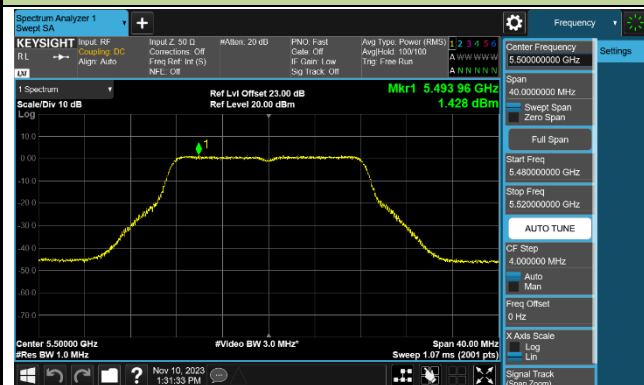 Spectrum Analyzer 1
Swept SA
+
Frequency
KEYSIGHT
RL
LXI
Input: RF
Coupling: DC
Align: Auto
Input Z: 50 Ω
Corrections: Off
Freq Ref: Int (S)
NFE: Off
#Atten: 20 dB
PNO: Fast
Gate: Off
IF Gain: Low
Sig Track: Off
Avg Type: Power (RMS)
Avg|Hold: 100/100
Trig: Free Run
1 2 3 4 5 6
A W W W W W
A N N N N N
1 Spectrum
Scale/Div 10 dB
Log
Ref Lvl Offset 23.00 dB
Ref Level 20.00 dBm
Mkr1 5.493 96 GHz
1.428 dBm
10.0
0.00
-10.0
-20.0
-30.0
-40.0
-50.0
-60.0
-70.0
1
Center 5.50000 GHz
#Res BW 1.0 MHz
#Video BW 3.0 MHz*
Span 40.00 MHz
Sweep 1.07 ms (2001 pts)
Nov 10, 2023
1:31:33 PM
Center Frequency
5.500000000 GHz
Settings
Span
40.0000000 MHz
Swept Span
Zero Span
Full Span
Start Freq
5.480000000 GHz
Stop Freq
5.520000000 GHz
AUTO TUNE
CF Step
4.000000 MHz
Auto
Man
Freq Offset
0 Hz
X Axis Scale
Log
Lin
Signal Track
(Span Zoom)